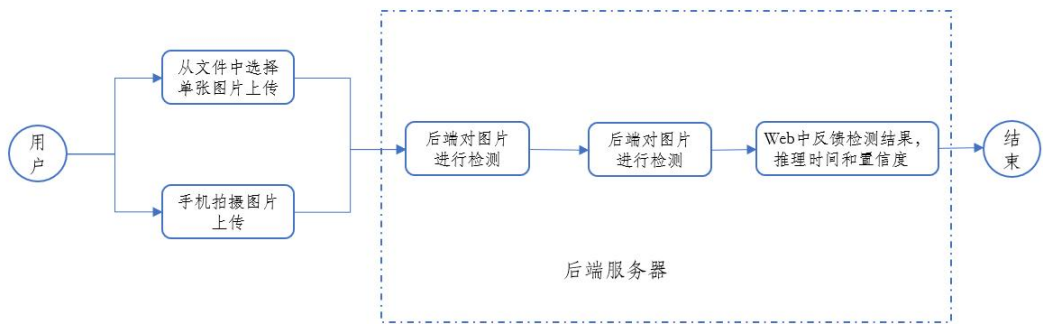 用
户
从文件中选择
单张图片上传
手机拍摄图片
上传
后端对图片
进行检测
后端对图片
进行检测
Web中反馈检测结果，
推理时间和置信度
结
束
后端服务器